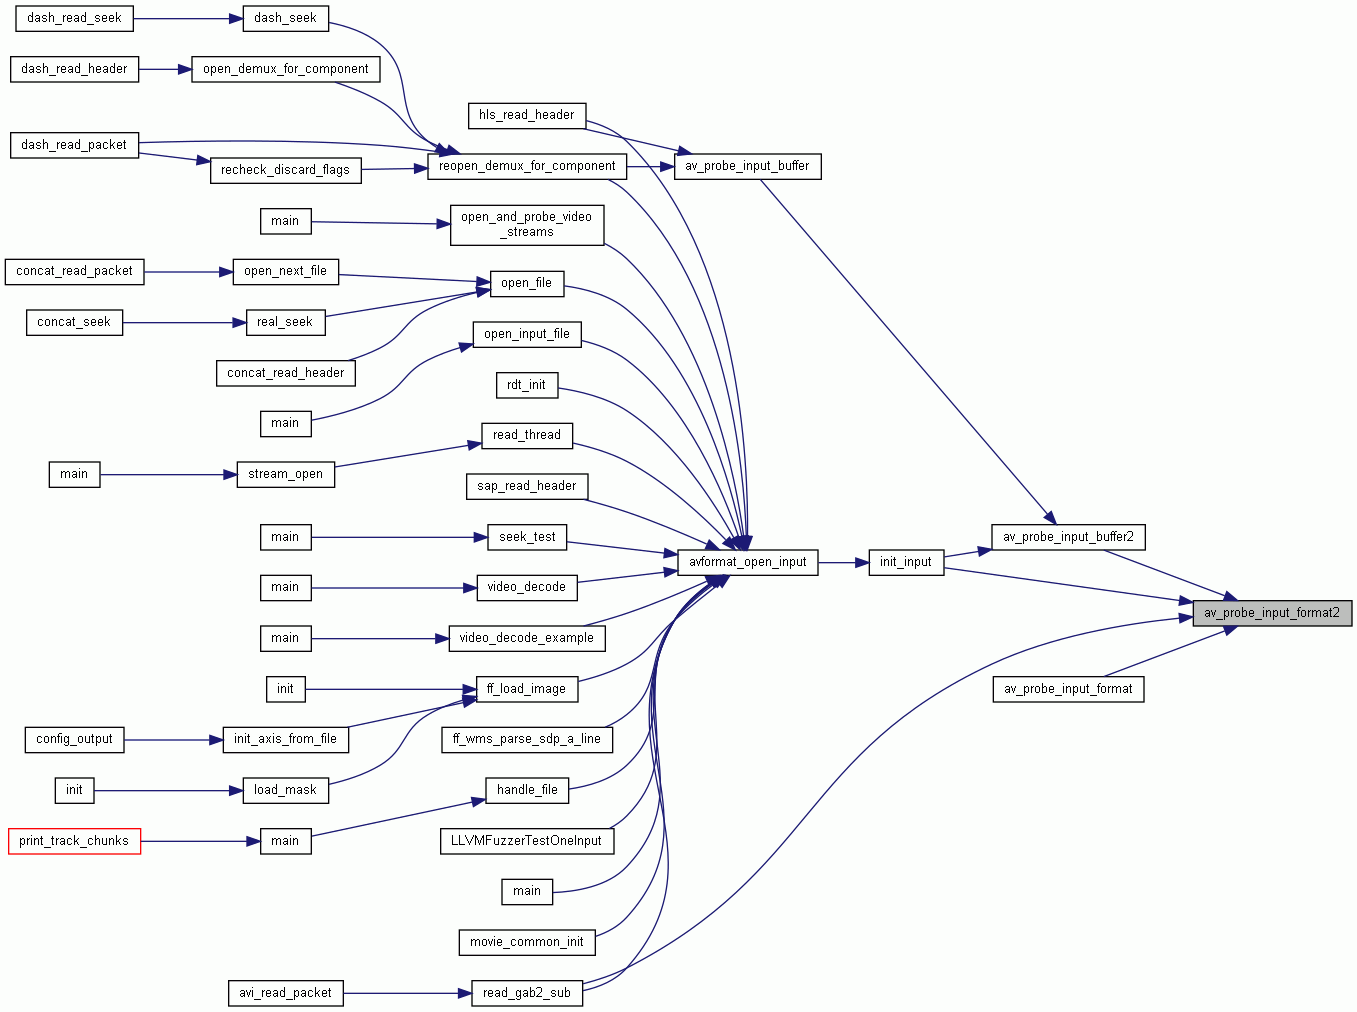 dash_read_seek
dash_seek
dash_read_header
open_demux_for_component
hls_read_header
dash_read_packet
recheck_discard_flags
reopen_demux_for_component
av_probe_input_buffer
main
open_and_probe_video
_streams
concat_read_packet
open_next_file
open_file
concat_seek
real_seek
open_input_file
concat_read_header
rdt_init
main
read_thread
main
stream_open
sap_read_header
main
seek_test
av_probe_input_buffer2
avformat_open_input
init_input
main
video_decode
av_probe_input_format2
main
video_decode_example
init
ff_load_image
av_probe_input_format
config_output
init_axis_from_file
ff_wms_parse_sdp_a_line
init
load_mask
handle_file
print_track_chunks
main
LLVMFuzzerTestOneInput
main
movie_common_init
avi_read_packet
read_gab2_sub